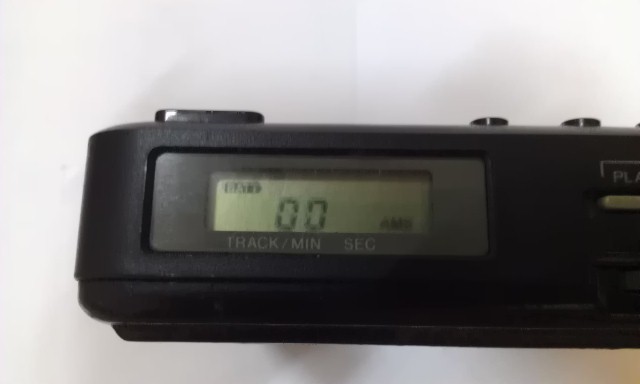 BATT
PLA
00
AMS
TRACK/MIN SEC